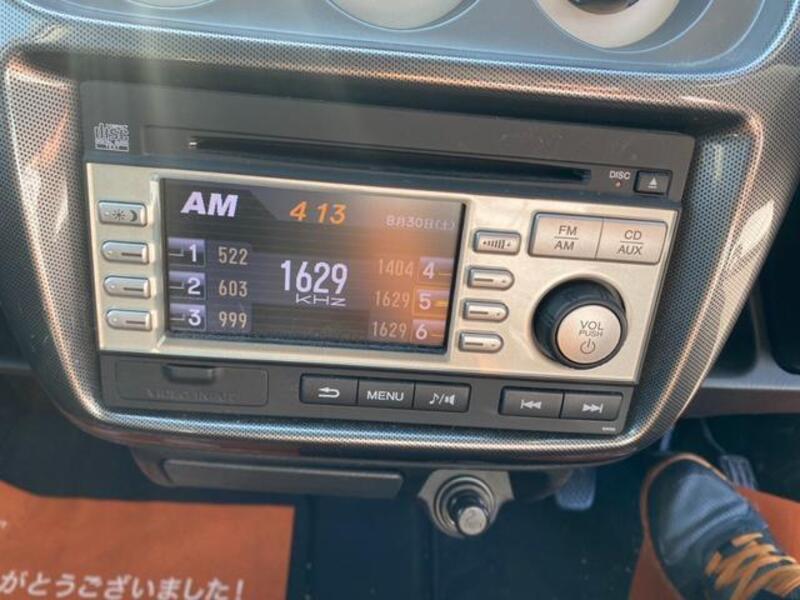 COMPACT
disc
DISC
AM 4 13 8月30日(土)
1 522
2 603
3 999
1629
KHZ
1404 4
1629 5
1629 6
FM
AM
CD
AUX
VOL
PUSH
MENU
がとうございました!